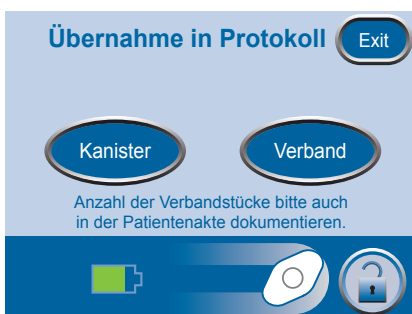 Übernahme in Protokoll
Exit
Kanister
Verband
Anzahl der Verbandstücke bitte auch
in der Patientenakte dokumentieren.